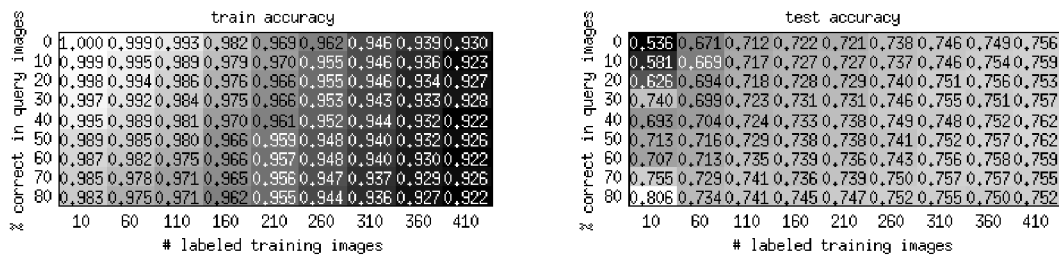 train accuracy
% correct in query images
0 1.000 0.999 0.993 0.982 0.969 0.962 0.946 0.939 0.930
10 0.999 0.995 0.989 0.979 0.970 0.955 0.946 0.936 0.923
20 0.998 0.994 0.986 0.976 0.966 0.955 0.946 0.934 0.927
30 0.997 0.992 0.984 0.975 0.966 0.953 0.943 0.933 0.928
40 0.995 0.989 0.981 0.970 0.961 0.952 0.944 0.932 0.922
50 0.989 0.985 0.980 0.966 0.959 0.948 0.940 0.932 0.926
60 0.987 0.982 0.975 0.966 0.957 0.948 0.940 0.930 0.922
70 0.985 0.978 0.971 0.965 0.956 0.947 0.937 0.929 0.926
80 0.983 0.975 0.971 0.962 0.955 0.944 0.936 0.927 0.922
10 60 110 160 210 260 310 360 410
# labeled training images
test accuracy
% correct in query images
0 0.536 0.671 0.712 0.722 0.721 0.738 0.746 0.749 0.756
10 0.581 0.669 0.717 0.727 0.727 0.737 0.746 0.754 0.759
20 0.626 0.694 0.718 0.728 0.729 0.740 0.751 0.756 0.753
30 0.740 0.699 0.723 0.731 0.731 0.746 0.755 0.751 0.757
40 0.693 0.704 0.724 0.733 0.738 0.749 0.748 0.752 0.762
50 0.713 0.716 0.729 0.738 0.738 0.741 0.752 0.757 0.762
60 0.707 0.713 0.735 0.739 0.736 0.743 0.756 0.758 0.759
70 0.755 0.729 0.741 0.736 0.739 0.750 0.757 0.757 0.755
80 0.806 0.734 0.741 0.745 0.747 0.752 0.755 0.750 0.752
10 60 110 160 210 260 310 360 410
# labeled training images